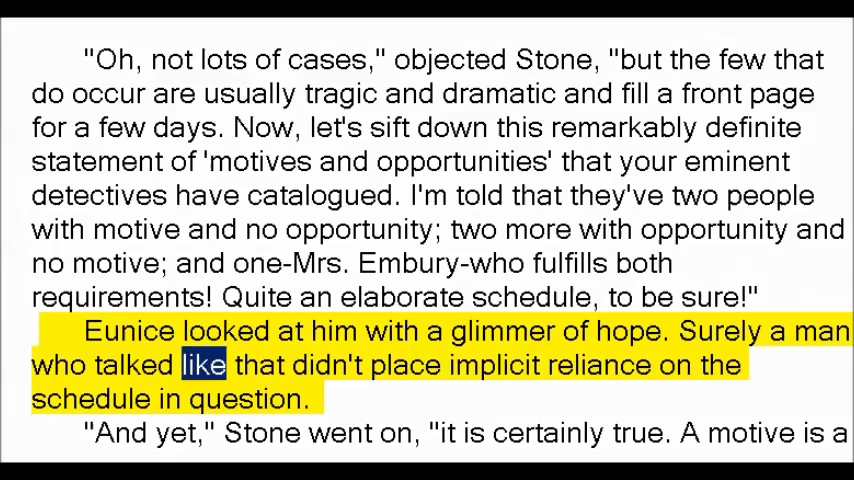 "Oh, not lots of cases," objected Stone, "but the few that
do occur are usually tragic and dramatic and fill a front page
for a few days. Now, let's sift down this remarkably definite
statement of 'motives and opportunities' that your eminent
detectives have catalogued. I'm told that they've two people
with motive and no opportunity; two more with opportunity and
no motive; and one-Mrs. Embury-who fulfills both
requirements! Quite an elaborate schedule, to be sure!"
Eunice looked at him with a glimmer of hope. Surely a man
who talked like that didn't place implicit reliance on the
schedule in question.
"And yet," Stone went on, "it is certainly true. A motive is a